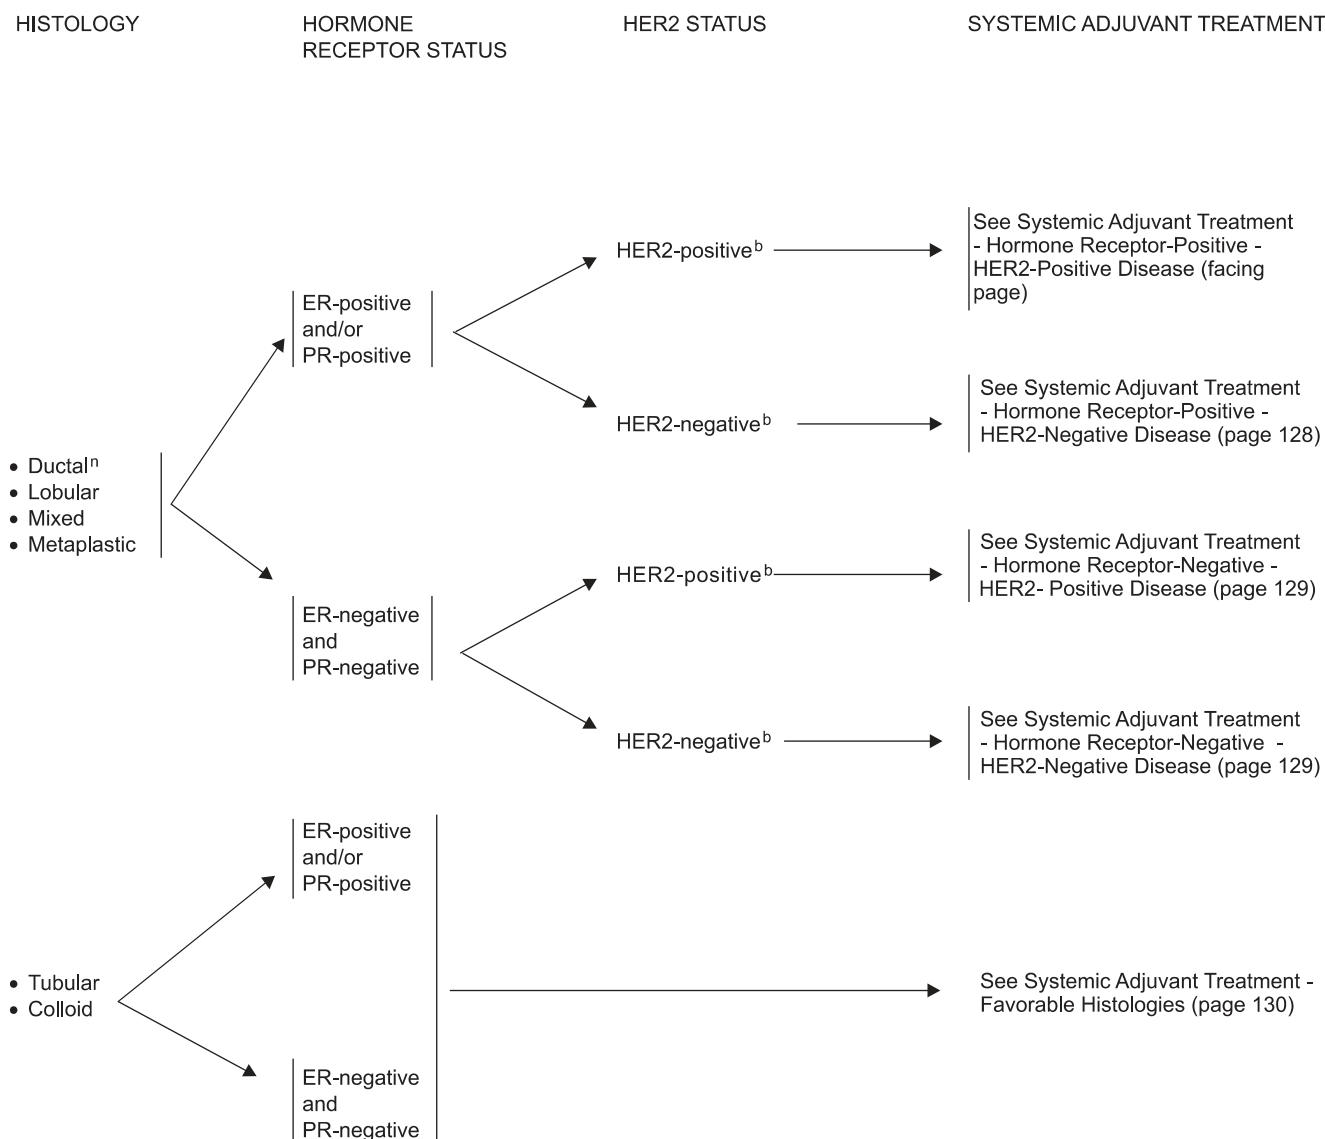 HISTOLOGY
HORMONE
RECEPTOR STATUS
HER2 STATUS
SYSTEMIC ADJUVANT TREATMENT
• Ductalⁿ
• Lobular
• Mixed
• Metaplastic
ER-positive
and/or
PR-positive
HER2-positiveᵇ
See Systemic Adjuvant Treatment
- Hormone Receptor-Positive -
HER2-Positive Disease (facing
page)
HER2-negativeᵇ
See Systemic Adjuvant Treatment
- Hormone Receptor-Positive -
HER2-Negative Disease (page 128)
ER-negative
and
PR-negative
HER2-positiveᵇ
See Systemic Adjuvant Treatment
- Hormone Receptor-Negative -
HER2- Positive Disease (page 129)
HER2-negativeᵇ
See Systemic Adjuvant Treatment
- Hormone Receptor-Negative -
HER2-Negative Disease (page 129)
• Tubular
• Colloid
ER-positive
and/or
PR-positive
ER-negative
and
PR-negative
See Systemic Adjuvant Treatment -
Favorable Histologies (page 130)